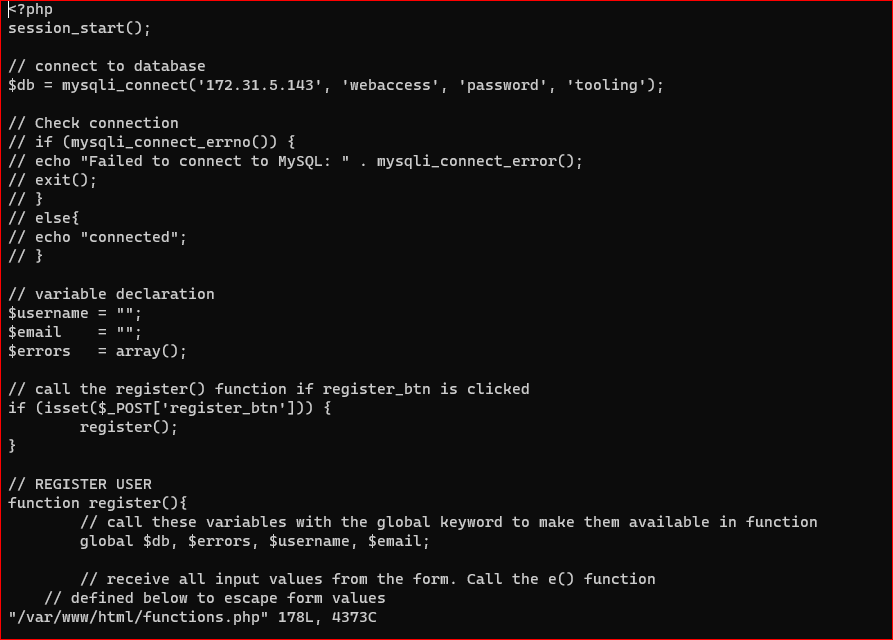 <?php
session_start();

// connect to database
$db = mysqli_connect('172.31.5.143', 'webaccess', 'password', 'tooling');

// Check connection
// if (mysqli_connect_errno()) {
// echo "Failed to connect to MySQL: " . mysqli_connect_error();
// exit();
// }
// else{
// echo "connected";
// }

// variable declaration
$username = "";
$email    = "";
$errors   = array();

// call the register() function if register_btn is clicked
if (isset($_POST['register_btn'])) {
        register();
}

// REGISTER USER
function register(){
        // call these variables with the global keyword to make them available in function
        global $db, $errors, $username, $email;

        // receive all input values from the form. Call the e() function
    // defined below to escape form values
"/var/www/html/functions.php" 178L, 4373C